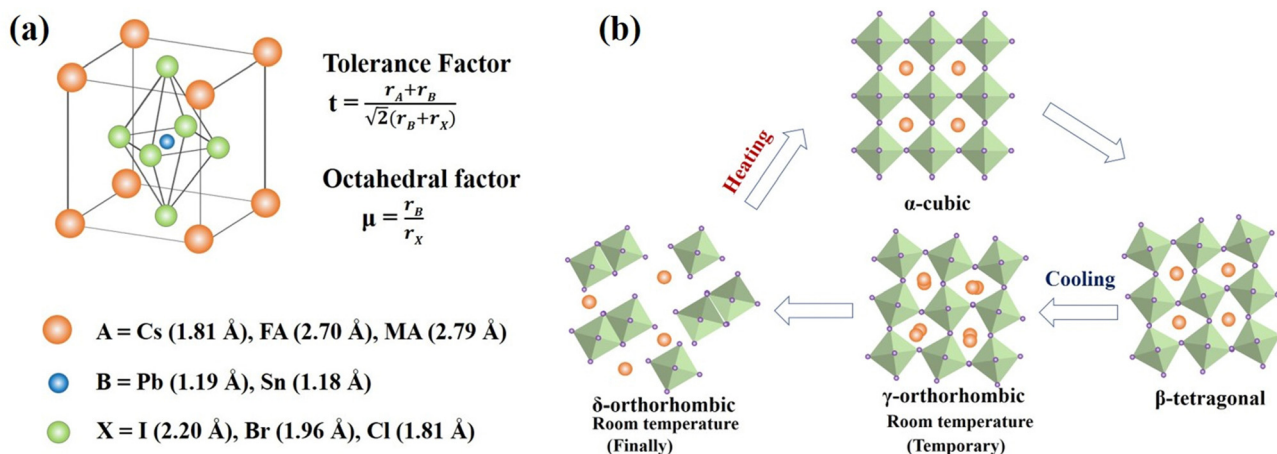 (a)
Tolerance Factor
t = r_A+r_B / √2(r_B+r_X)
Octahedral factor
μ = r_B / r_X
A = Cs (1.81 Å), FA (2.70 Å), MA (2.79 Å)
B = Pb (1.19 Å), Sn (1.18 Å)
X = I (2.20 Å), Br (1.96 Å), Cl (1.81 Å)
(b)
Heating
α-cubic
Cooling
δ-orthorhombic
Room temperature
(Finally)
γ-orthorhombic
Room temperature
(Temporary)
β-tetragonal